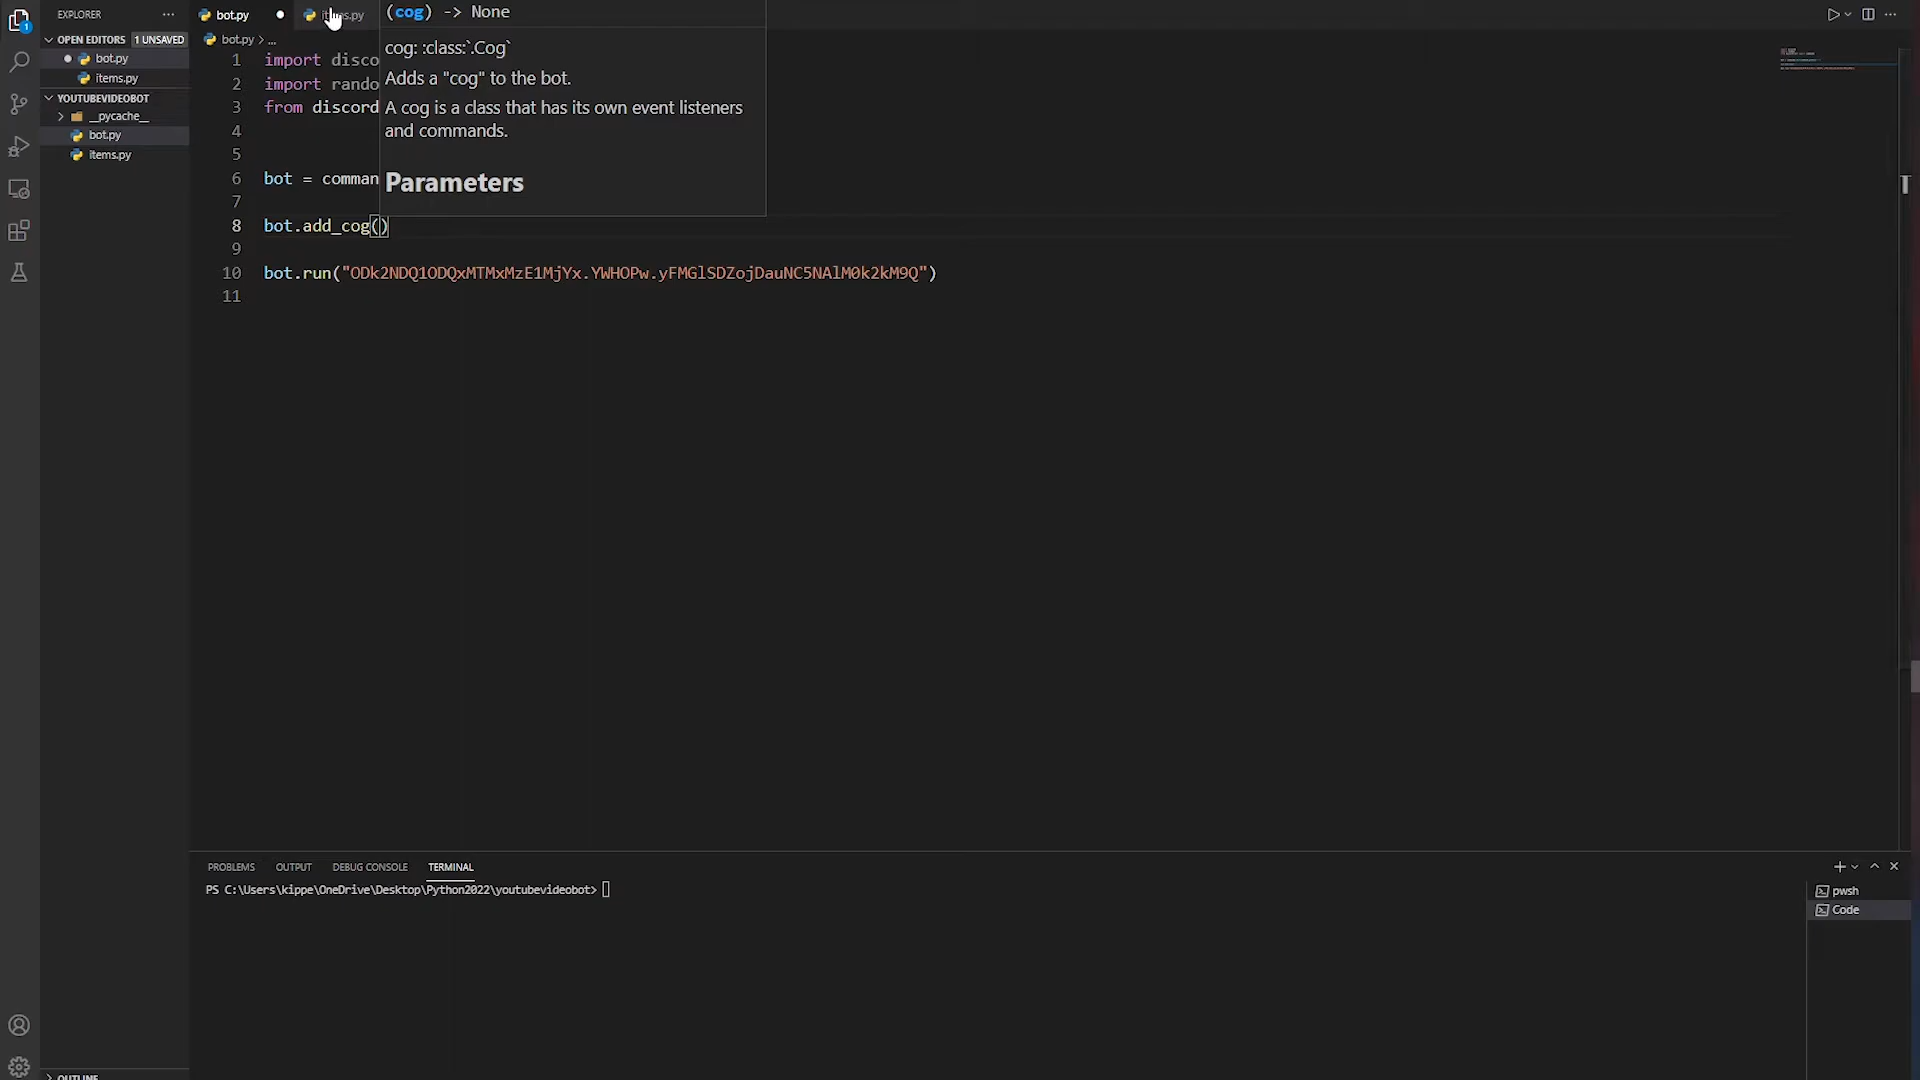 EXPLORER
OPEN EDITORS 1 UNSAVED
bot.py
items.py
YOUTUBEVIDEOBOT
__pycache__
bot.py
items.py
OUTLINE
1
bot.py
bot.py > ...
(cog) -> None
cog: :class:`.Cog`
Adds a "cog" to the bot.
A cog is a class that has its own event listeners
and commands.
Parameters
1 import disco
2 import rando
3 from discord
4
5
6 bot = comman
7
8 bot.add_cog()
9
10 bot.run("ODk2NDQ1ODQxMTMxMzE1MjYx.YWHOPw.yFMGlSDZojDauNC5NAlM0k2kM9Q")
11
PROBLEMS OUTPUT DEBUG CONSOLE TERMINAL
PS C:\Users\kippe\OneDrive\Desktop\Python2022\youtubevideobot>
pwsh
Code